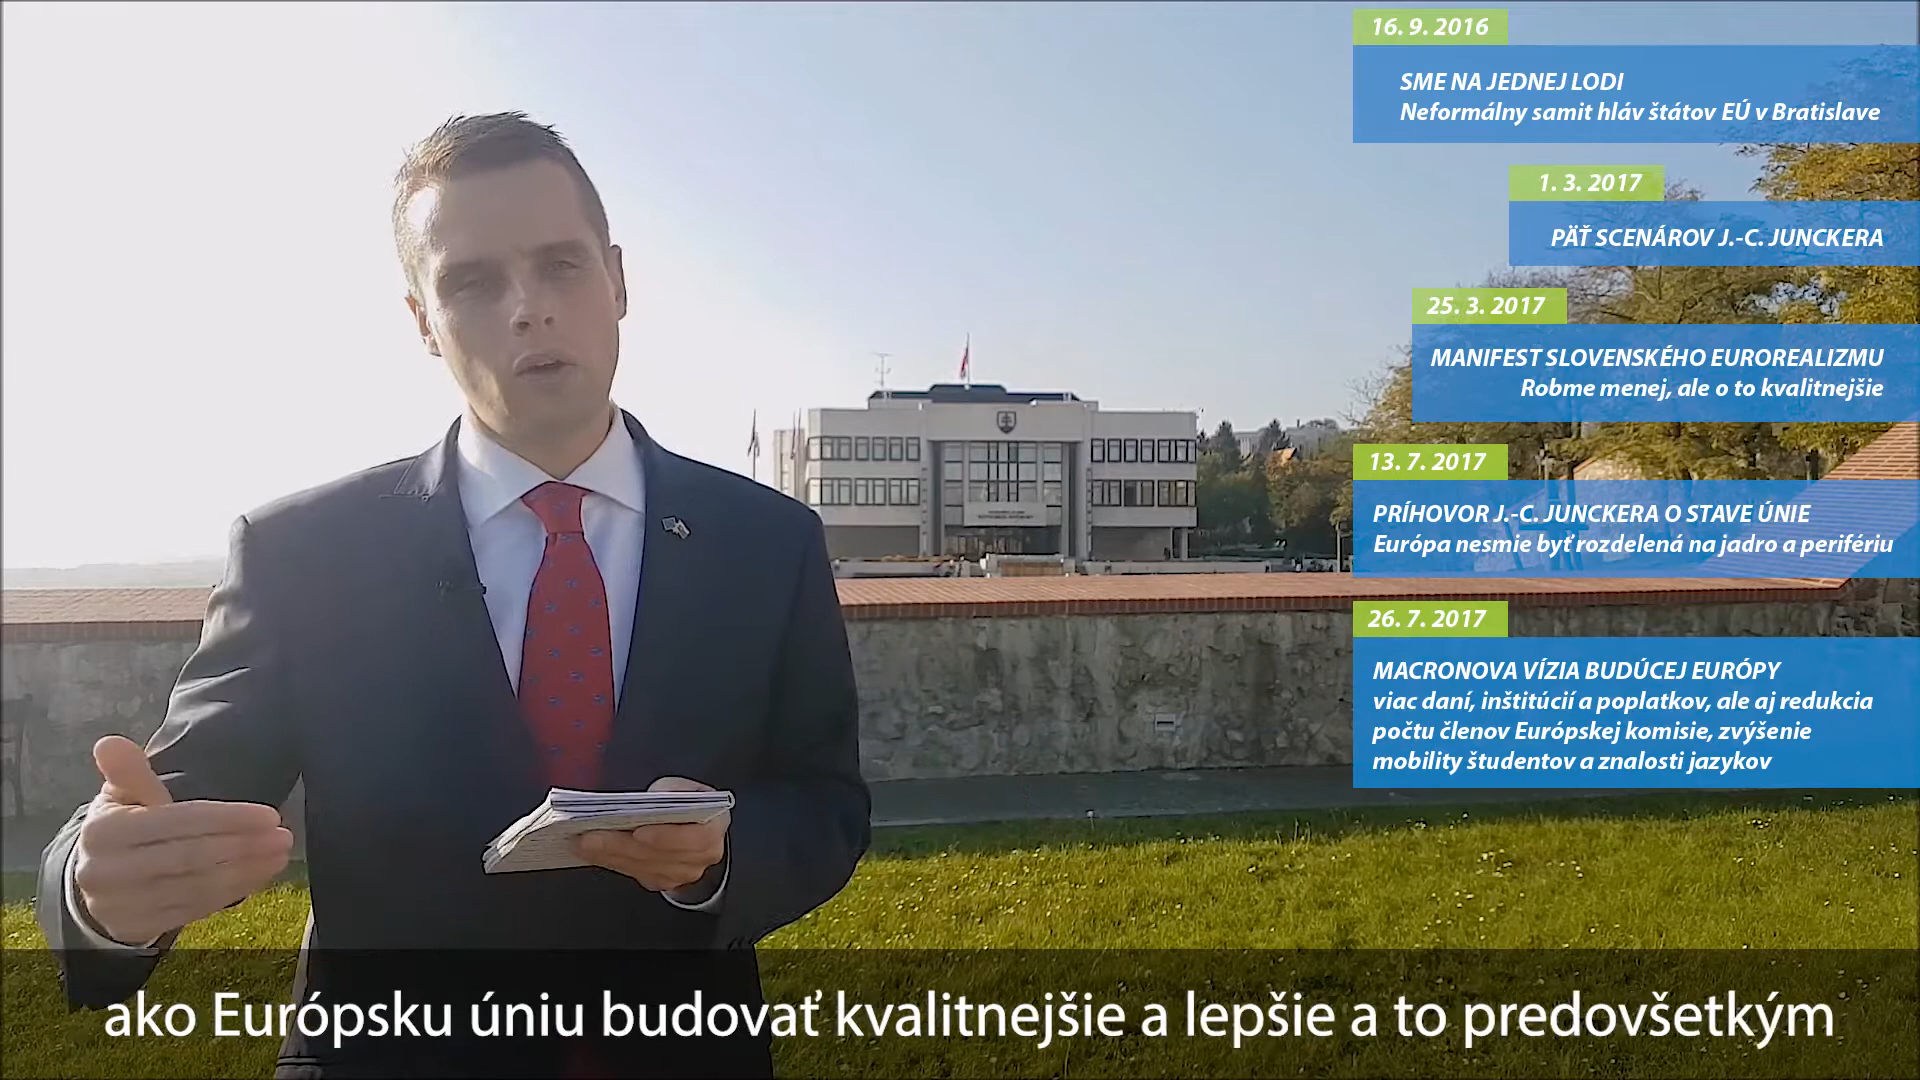 16. 9. 2016
SME NA JEDNEJ LODI
Neformálny samit hláv štátov EÚ v Bratislave
1. 3. 2017
PÄŤ SCENÁROV J.-C. JUNCKERA
25. 3. 2017
MANIFEST SLOVENSKÉHO EUROREALIZMU
Robme menej, ale o to kvalitnejšie
13. 7. 2017
PRÍHOVOR J.-C. JUNCKERA O STAVE ÚNIE
Európa nesmie byť rozdelená na jadro a perifériu
26. 7. 2017
MACRONOVA VÍZIA BUDÚCEJ EURÓPY
viac daní, inštitúcií a poplatkov, ale aj redukcia
počtu členov Európskej komisie, zvýšenie
mobility študentov a znalosti jazykov
ako Európsku úniu budovať kvalitnejšie a lepšie a to predovšetkým